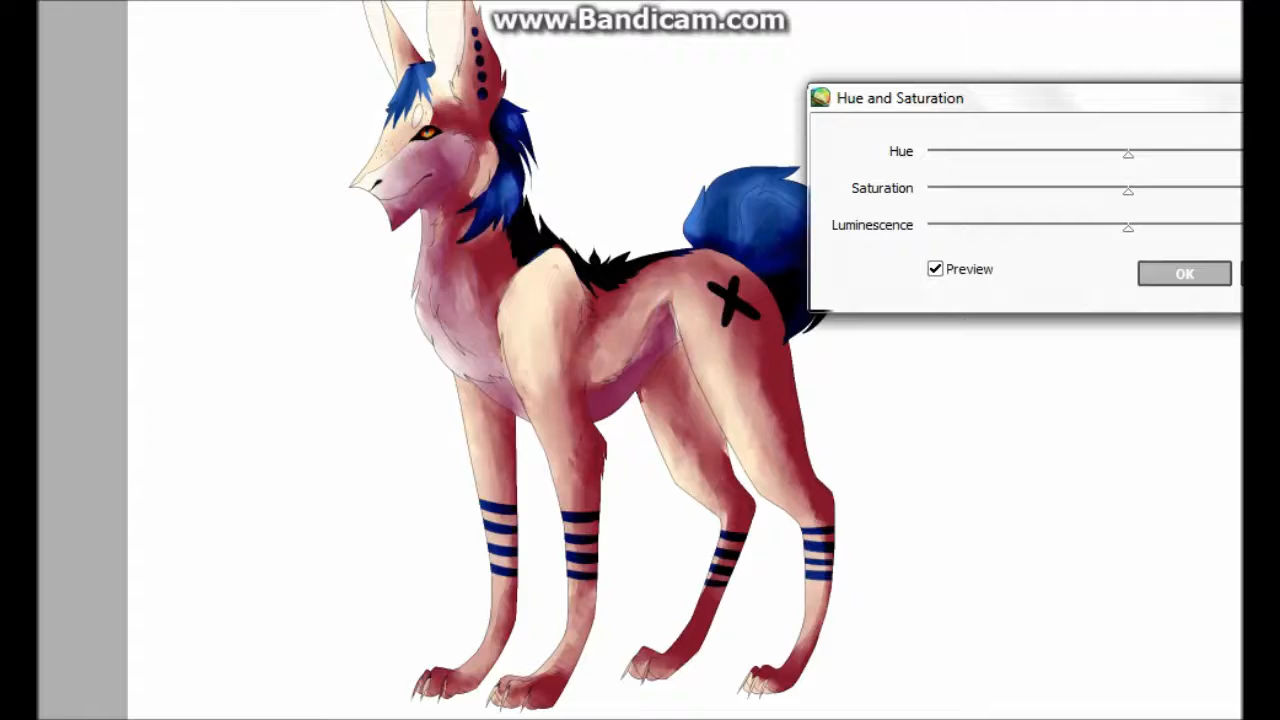 www.Bandicam.com
Hue and Saturation
Hue
Saturation
Luminescence
Preview
OK